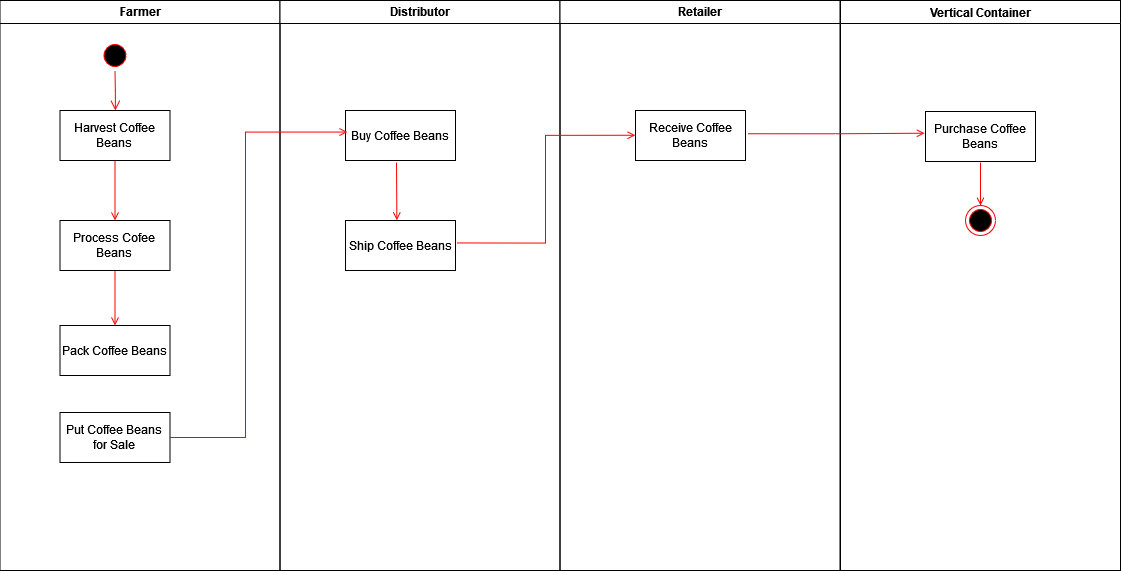 Farmer
Distributor
Retailer
Vertical Container
Harvest Coffee
Beans
Process Cofee
Beans
Pack Coffee Beans
Put Coffee Beans
for Sale
Buy Coffee Beans
Ship Coffee Beans
Receive Coffee
Beans
Purchase Coffee
Beans